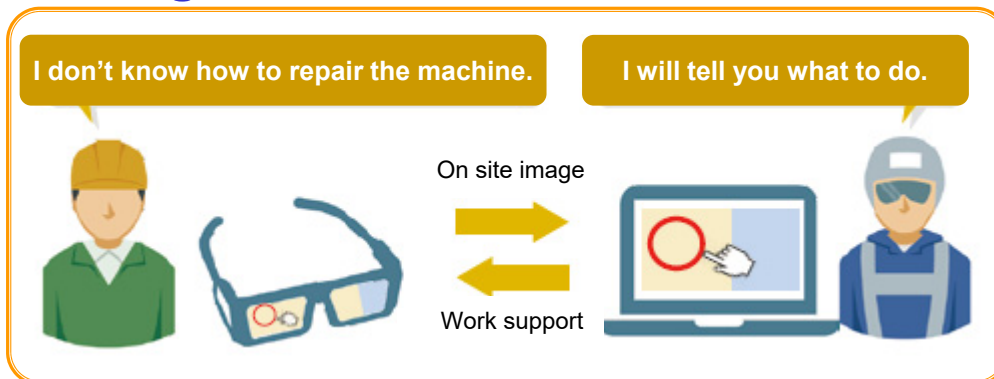 I don't know how to repair the machine.
I will tell you what to do.
On site image
Work support